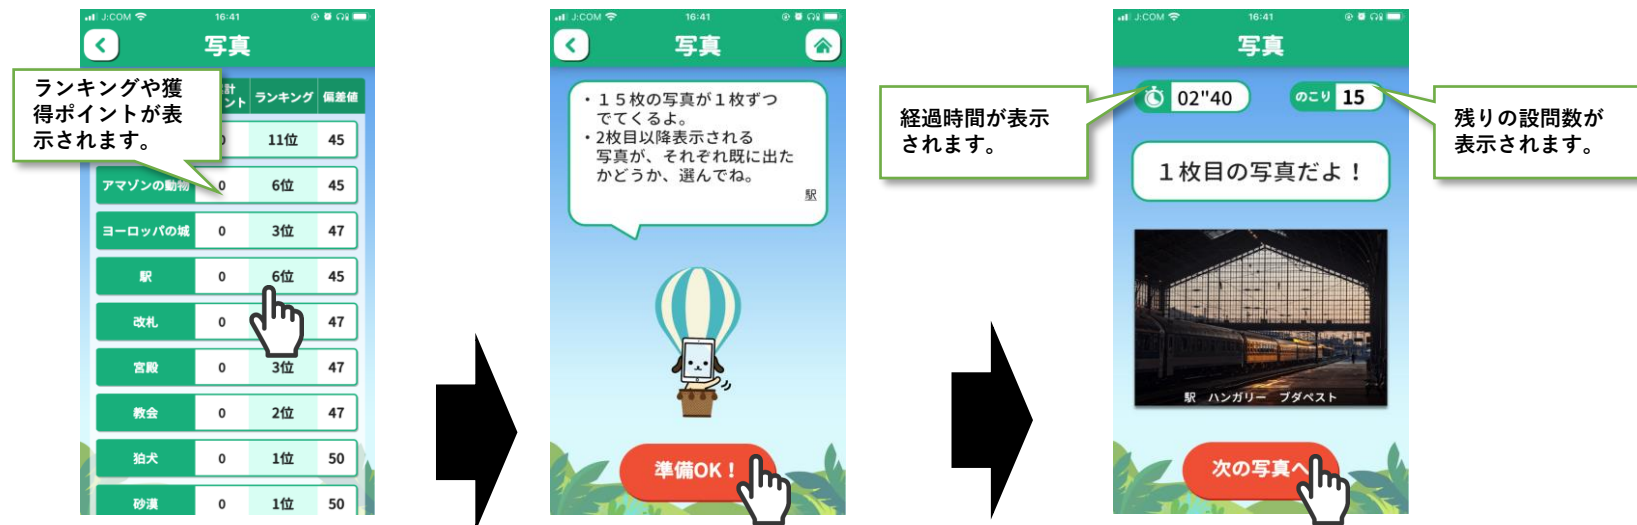 J:COM 16:41
写真
ランキングや獲
得ポイントが表
示されます。
計
ント ランキング 偏差値
11位 45
アマゾンの動物 0 6位 45
ヨーロッパの城 0 3位 47
駅 0 6位 45
改札 0 47
宮殿 0 3位 47
教会 0 2位 47
狛犬 0 1位 50
砂漠 0 1位 50
J:COM 16:41
写真
・１５枚の写真が１枚ずつ
でてくるよ。
・2枚目以降表示される
写真が、それぞれ既に出た
かどうか、選んでね。
駅
準備OK！
J:COM 16:41
写真
経過時間が表示
されます。
02"40
のこり 15
残りの設問数が
表示されます。
１枚目の写真だよ！
駅 ハンガリー ブダペスト
次の写真へ